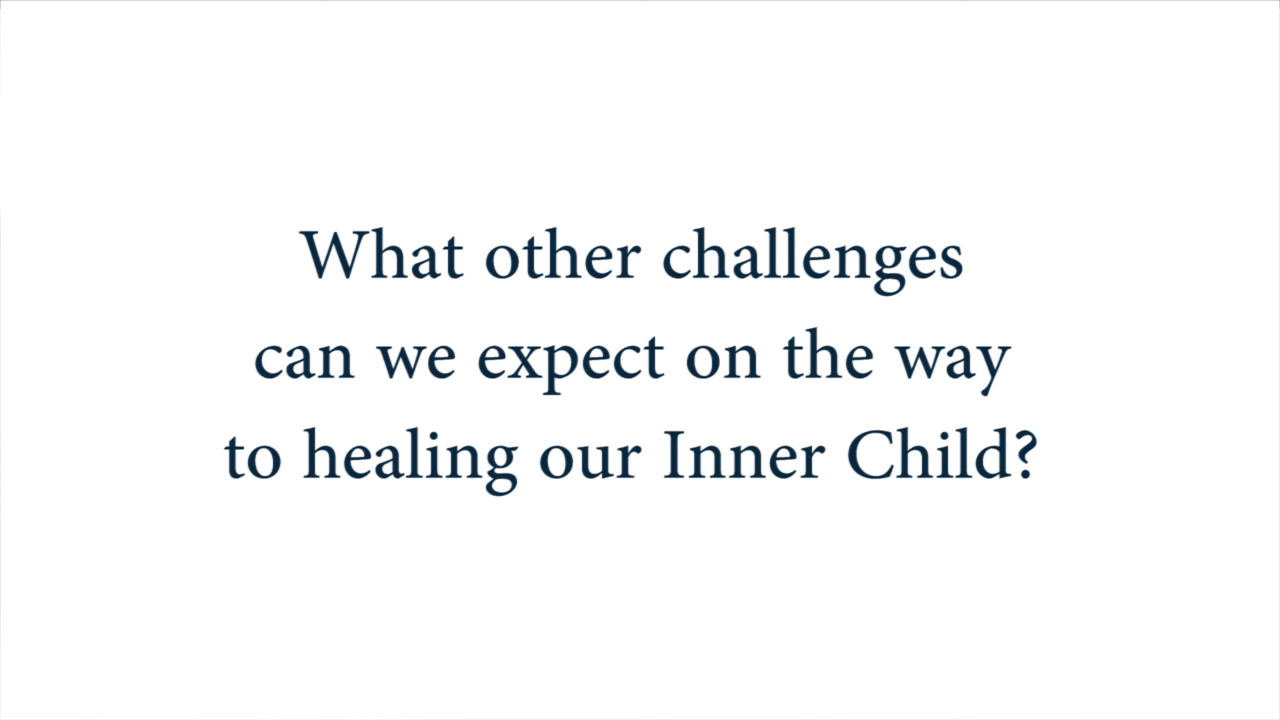 What other challenges
can we expect on the way
to healing our Inner Child?